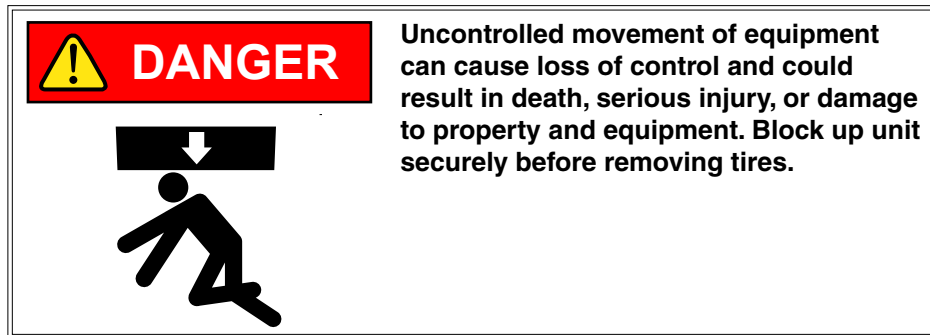 DANGER
Uncontrolled movement of equipment
can cause loss of control and could
result in death, serious injury, or damage
to property and equipment. Block up unit
securely before removing tires.